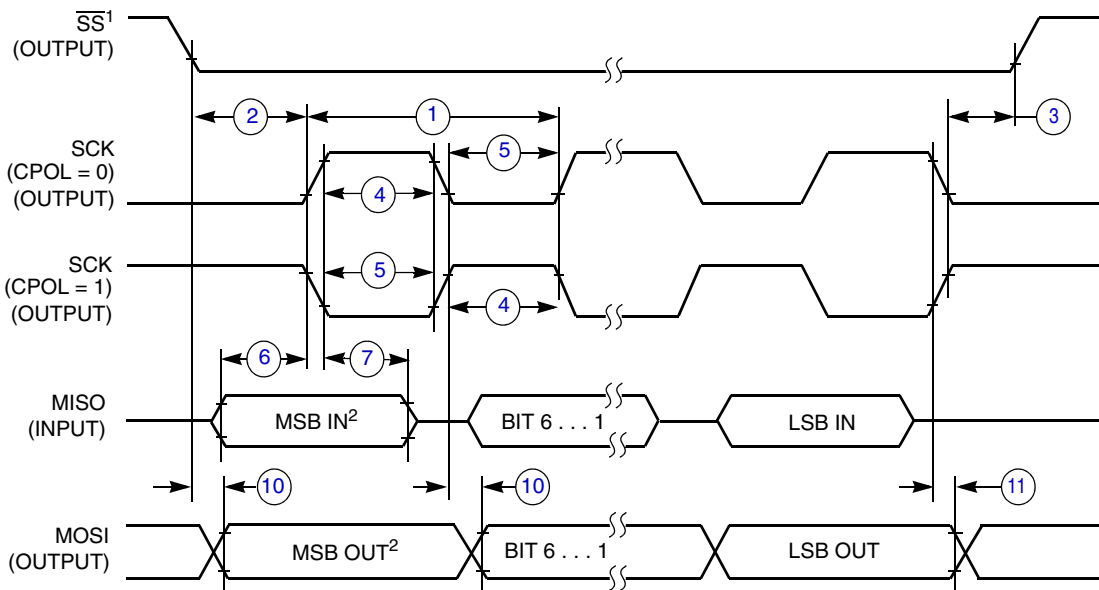 SS¹
(OUTPUT)
2
1
3
SCK
(CPOL = 0)
(OUTPUT)
5
4
SCK
(CPOL = 1)
(OUTPUT)
5
4
6
7
MISO
(INPUT)
MSB IN²
BIT 6 . . . 1
LSB IN
10
10
11
MOSI
(OUTPUT)
MSB OUT²
BIT 6 . . . 1
LSB OUT